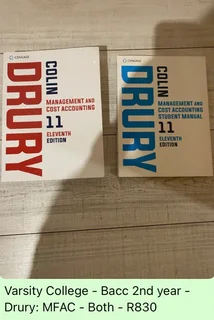 CENGAGE
COLIN
DRURY
MANAGEMENT AND
COST ACCOUNTING
11
ELEVENTH
EDITION
CENGAGE
COLIN
DRURY
MANAGEMENT AND
COST ACCOUNTING
STUDENT MANUAL
11
ELEVENTH
EDITION
Varsity College - Bacc 2nd year -
Drury: MFAC - Both - R830